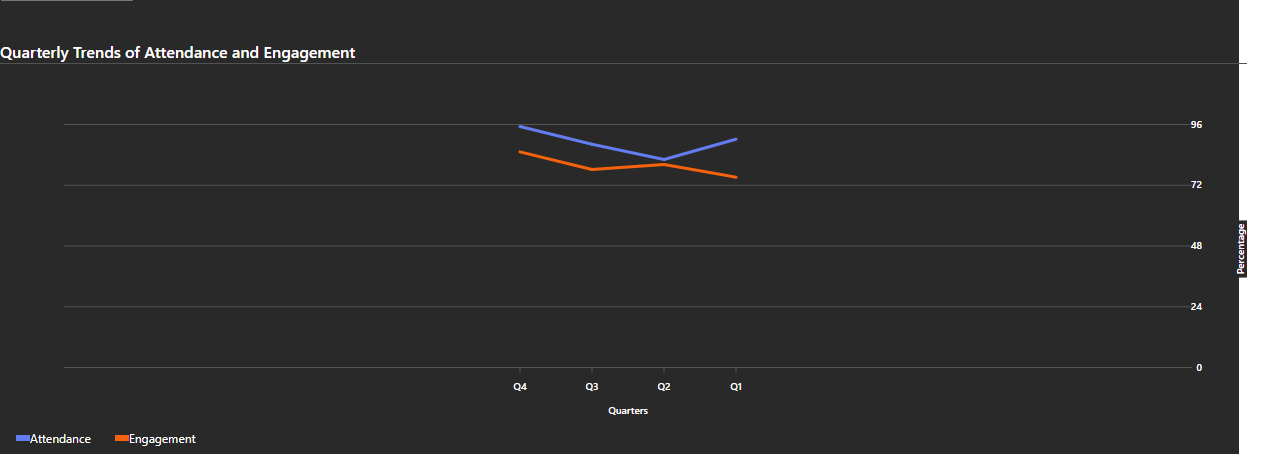 Quarterly Trends of Attendance and Engagement
96
72
48
24
0
Percentage
Q4 Q3 Q2 Q1
Quarters
Attendance Engagement